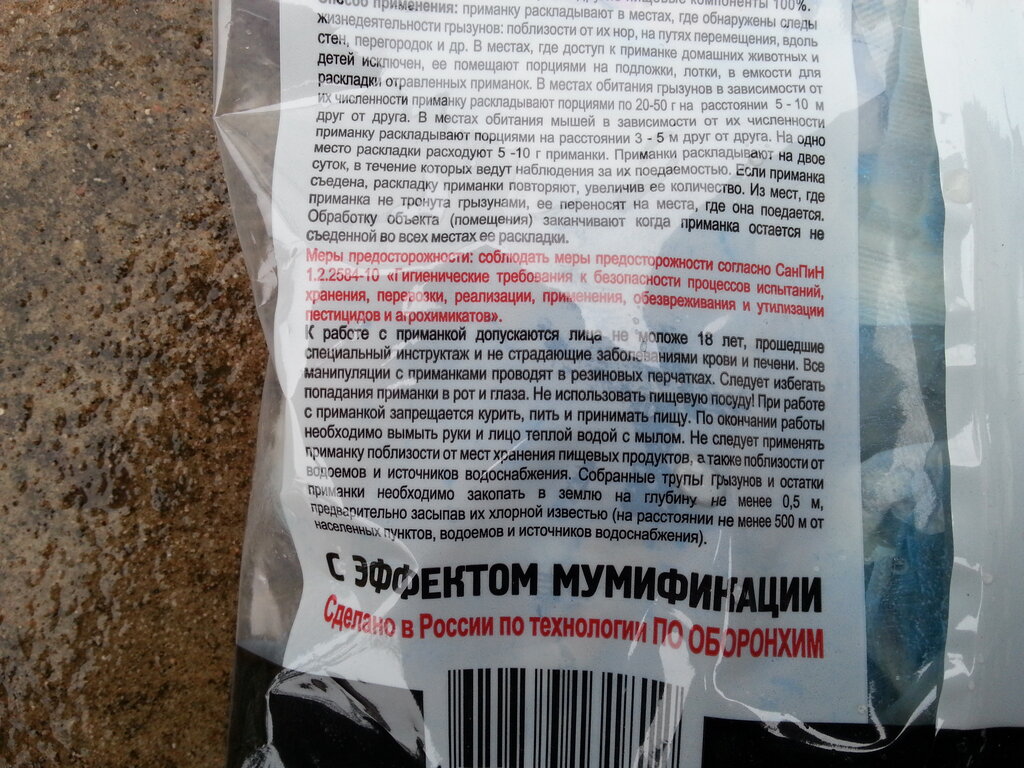 пищевые компоненты 100%.
Способ применения: приманку раскладывают в местах, где обнаружены следы
жизнедеятельности грызунов: поблизости от их нор, на путях перемещения, вдоль
стен, перегородок и др. В местах, где доступ к приманке домашних животных и
детей исключен, ее помещают порциями на подложки, лотки, в емкости для
раскладки отравленных приманок. В местах обитания грызунов в зависимости от
их численности приманку раскладывают порциями по 20-50 г на расстоянии 5 - 10 м
друг от друга. В местах обитания мышей в зависимости от их численности
приманку раскладывают порциями на расстоянии 3 - 5 м друг от друга. На одно
место раскладки расходуют 5 -10 г приманки. Приманки раскладывают на двое
суток, в течение которых ведут наблюдения за их поедаемостью. Если приманка
съедена, раскладку приманки повторяют, увеличив ее количество. Из мест, где
приманка не тронута грызунами, ее переносят на места, где она поедается.
Обработку объекта (помещения) заканчивают когда приманка остается не
съеденной во всех местах ее раскладки.
Меры предосторожности: соблюдать меры предосторожности согласно СанПиН
1.2.2584-10 «Гигиенические требования к безопасности процессов испытаний,
хранения, перевозки, реализации, применения, обезвреживания и утилизации
пестицидов и агрохимикатов».
К работе с приманкой допускаются лица не моложе 18 лет, прошедшие
специальный инструктаж и не страдающие заболеваниями крови и печени. Все
манипуляции с приманками проводят в резиновых перчатках. Следует избегать
попадания приманки в рот и глаза. Не использовать пищевую посуду! При работе
с приманкой запрещается курить, пить и принимать пищу. По окончании работы
необходимо вымыть руки и лицо теплой водой с мылом. Не следует применять
приманку поблизости от мест хранения пищевых продуктов, а также поблизости от
водоемов и источников водоснабжения. Собранные трупы грызунов и остатки
приманки необходимо закопать в землю на глубину не менее 0,5 м,
предварительно засыпав их хлорной известью (на расстоянии не менее 500 м от
населенных пунктов, водоемов и источников водоснабжения).
С ЭФФЕКТОМ МУМИФИКАЦИИ
Сделано в России по технологии ПО ОБОРОНХИМ